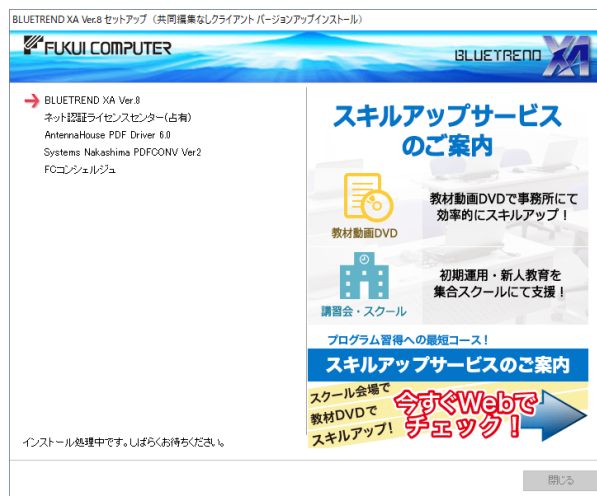 BLUETREND XA Ver.8 セットアップ（共同編集なしクライアント バージョンアップインストール）
FUKUI COMPUTER
BLUETREND XA
BLUETREND XA Ver.8
ネット認証ライセンスセンター(占有)
AntennaHouse PDF Driver 6.0
Systems Nakashima PDFCONV Ver2
FCコンシェルジュ
スキルアップサービス
のご案内
教材動画DVD
教材動画DVDで事務所にて
効率的にスキルアップ！
講習会・スクール
初期運用・新人教育を
集合スクールにて支援！
プログラム習得への最短コース！
スキルアップサービスのご案内
スクール会場で
教材DVDで
スキルアップ!
今すぐWebで
チェック！
インストール処理中です。しばらくお待ちください。
閉じる